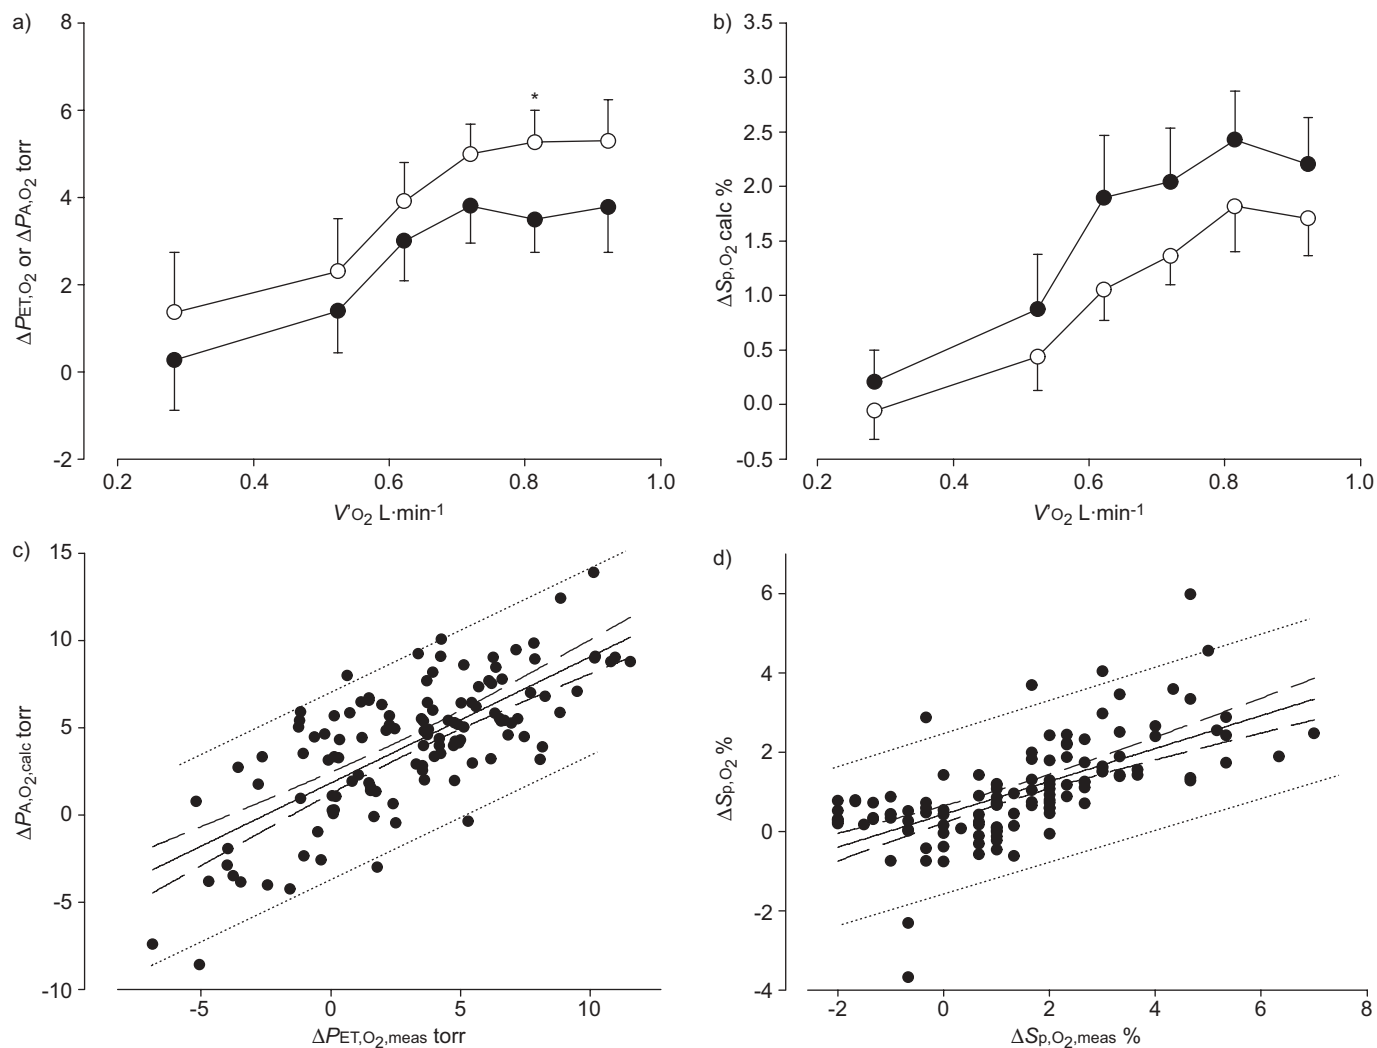 a)
8
6
4
2
0
-2
ΔPET,O2 or ΔPA,O2 torr
*
0.2 0.4 0.6 0.8 1.0
V'O2 L·min-1
b)
3.5
3.0
2.5
2.0
1.5
1.0
0.5
0.0
-0.5
ΔSp,O2 calc %
0.2 0.4 0.6 0.8 1.0
V'O2 L·min-1
c)
15
10
5
0
-5
-10
ΔPA,O2,calc torr
-5 0 5 10
ΔPET,O2,meas torr
d)
6
4
2
0
-2
-4
ΔSp,O2 %
-2 0 2 4 6 8
ΔSp,O2,meas %